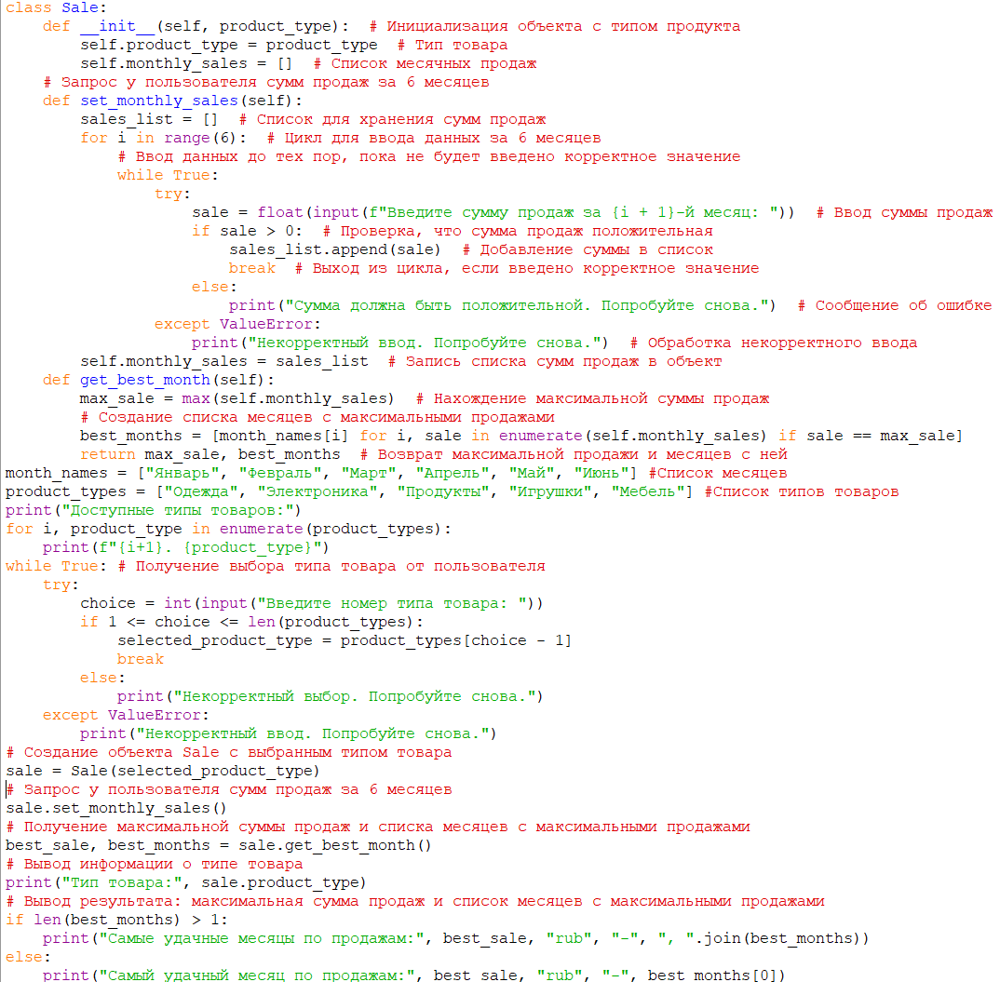 class Sale:
    def __init__(self, product_type):  # Инициализация объекта с типом продукта
        self.product_type = product_type  # Тип товара
        self.monthly_sales = []  # Список месячных продаж
    # Запрос у пользователя сумм продаж за 6 месяцев
    def set_monthly_sales(self):
        sales_list = []  # Список для хранения сумм продаж
        for i in range(6):  # Цикл для ввода данных за 6 месяцев
            # Ввод данных до тех пор, пока не будет введено корректное значение
            while True:
                try:
                    sale = float(input(f"Введите сумму продаж за {i + 1}-й месяц: "))  # Ввод суммы продаж
                    if sale > 0:  # Проверка, что сумма продаж положительная
                        sales_list.append(sale)  # Добавление суммы в список
                        break  # Выход из цикла, если введено корректное значение
                    else:
                        print("Сумма должна быть положительной. Попробуйте снова.")  # Сообщение об ошибке
                except ValueError:
                    print("Некорректный ввод. Попробуйте снова.")  # Обработка некорректного ввода
        self.monthly_sales = sales_list  # Запись списка сумм продаж в объект
    def get_best_month(self):
        max_sale = max(self.monthly_sales)  # Нахождение максимальной суммы продаж
        # Создание списка месяцев с максимальными продажами
        best_months = [month_names[i] for i, sale in enumerate(self.monthly_sales) if sale == max_sale]
        return max_sale, best_months  # Возврат максимальной продажи и месяцев с ней
month_names = ["Январь", "Февраль", "Март", "Апрель", "Май", "Июнь"] #Список месяцев
product_types = ["Одежда", "Электроника", "Продукты", "Игрушки", "Мебель"] #Список типов товаров
print("Доступные типы товаров:")
for i, product_type in enumerate(product_types):
    print(f"{i+1}. {product_type}")
while True: # Получение выбора типа товара от пользователя
    try:
        choice = int(input("Введите номер типа товара: "))
        if 1 <= choice <= len(product_types):
            selected_product_type = product_types[choice - 1]
            break
        else:
            print("Некорректный выбор. Попробуйте снова.")
    except ValueError:
        print("Некорректный ввод. Попробуйте снова.")
# Создание объекта Sale с выбранным типом товара
sale = Sale(selected_product_type)
# Запрос у пользователя сумм продаж за 6 месяцев
sale.set_monthly_sales()
# Получение максимальной суммы продаж и списка месяцев с максимальными продажами
best_sale, best_months = sale.get_best_month()
# Вывод информации о типе товара
print("Тип товара:", sale.product_type)
# Вывод результата: максимальная сумма продаж и список месяцев с максимальными продажами
if len(best_months) > 1:
    print("Самые удачные месяцы по продажам:", best_sale, "rub", "-", ", ".join(best_months))
else:
    print("Самый удачный месяц по продажам:", best_sale, "rub", "-", best_months[0])